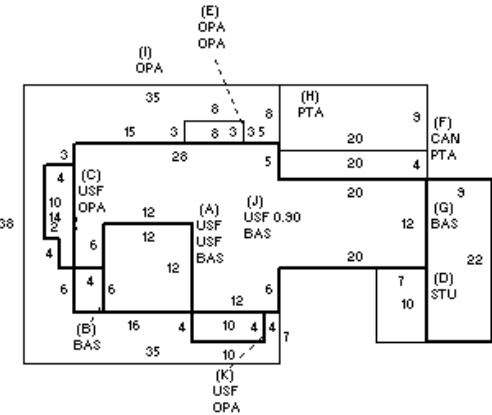 (E)
OPA
OPA
(I)
OPA
35
8
8
(H)
PTA
9
(F)
CAN
PTA
15
3
8
3
3
5
20
3
28
5
20
4
4
(C)
USF
OPA
20
9
10
14
2
12
12
(A)
USF
USF
BAS
(J)
USF 0.90
BAS
12
(G)
BAS
38
6
4
12
20
22
6
4
6
6
7
10
(D)
STU
12
(B)
BAS
16
4
10
4
4
7
35
10
(K)
USF
OPA